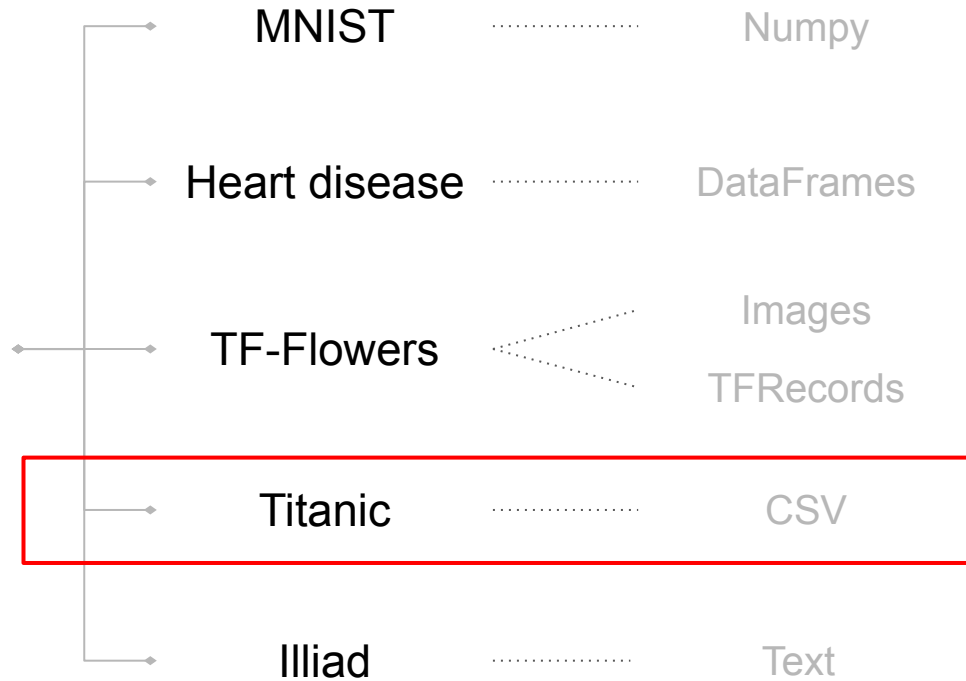 MNIST Numpy
Heart disease DataFrames
Images
TF-Flowers
TFRecords
Titanic CSV
Illiad Text